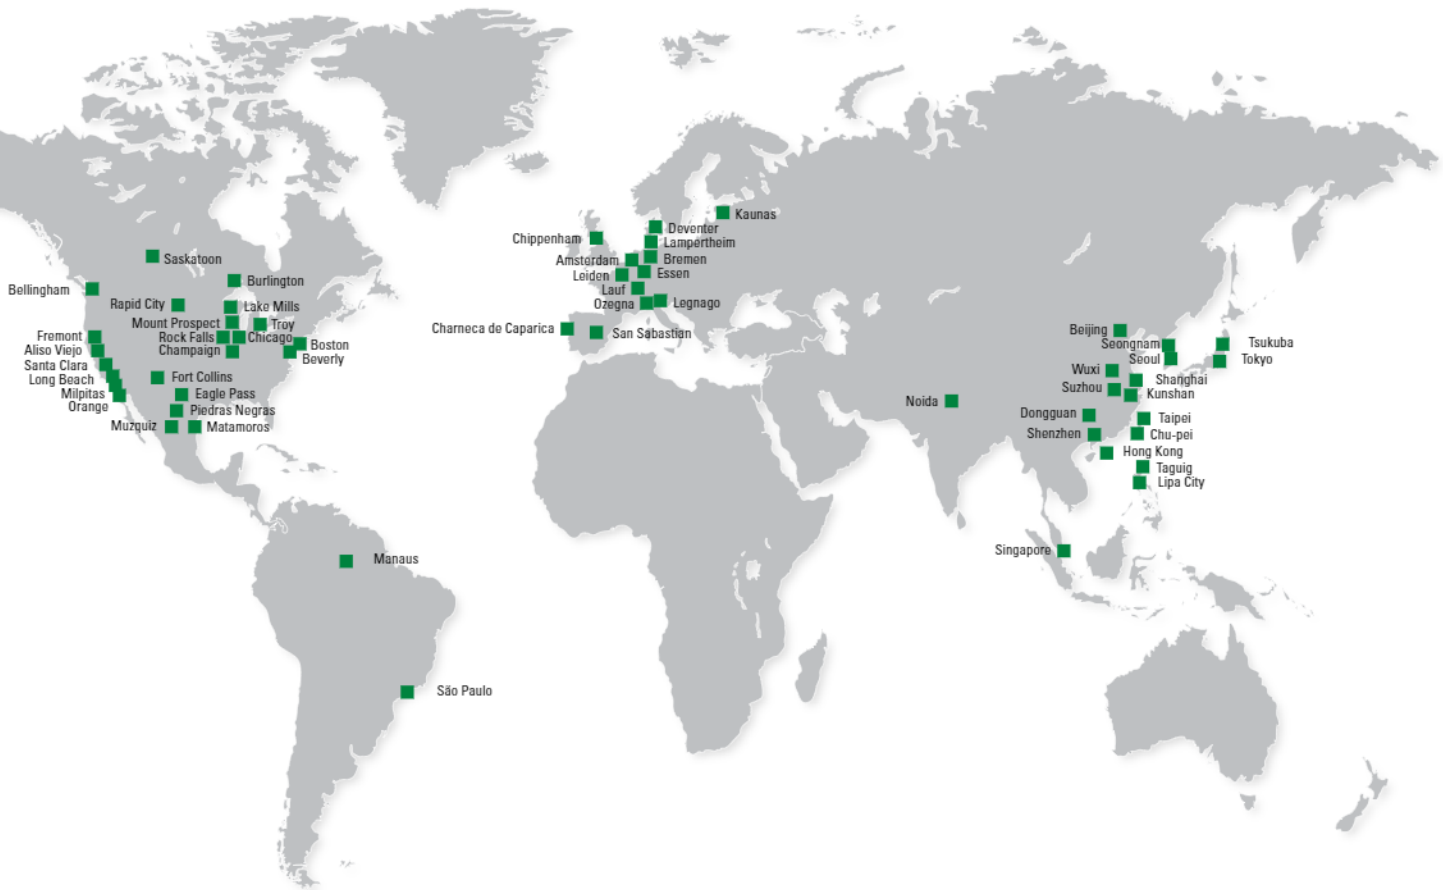 Saskatoon
Bellingham
Burlington
Rapid City
Lake Mills
Mount Prospect
Troy
Fremont
Rock Falls
Chicago
Boston
Aliso Viejo
Champaign
Beverly
Santa Clara
Long Beach
Fort Collins
Milpitas
Eagle Pass
Orange
Piedras Negras
Muzquiz
Matamoros
Manaus
São Paulo
Kaunas
Chippenham
Deventer
Lampertheim
Amsterdam
Bremen
Leiden
Essen
Lauf
Ozegna
Legnago
Charneca de Caparica
San Sabastian
Noida
Beijing
Seongnam
Tsukuba
Seoul
Tokyo
Wuxi
Shanghai
Suzhou
Kunshan
Dongguan
Taipei
Shenzhen
Chu-pei
Hong Kong
Taguig
Lipa City
Singapore